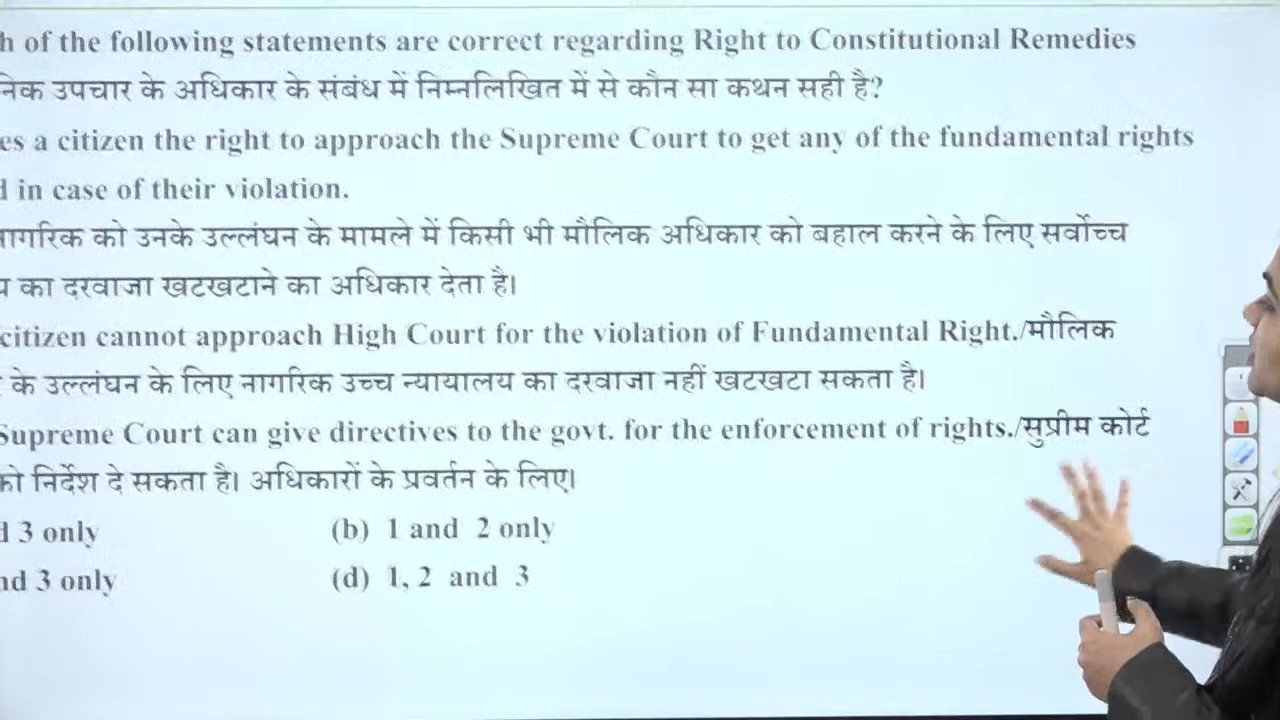 of the following statements are correct regarding Right to Constitutional Remedies
उपचार के अधिकार के संबंध में निम्नलिखित में से कौन सा कथन सही है?
a citizen the right to approach the Supreme Court to get any of the fundamental rights
in case of their violation.
को उनके उल्लंघन के मामले में किसी भी मौलिक अधिकार को बहाल करने के लिए सर्वोच्च
का दरवाजा खटखटाने का अधिकार देता है।
citizen cannot approach High Court for the violation of Fundamental Right./मौलिक
के उल्लंघन के लिए नागरिक उच्च न्यायालय का दरवाजा नहीं खटखटा सकता है।
Supreme Court can give directives to the govt. for the enforcement of rights./सुप्रीम कोर्ट
को निर्देश दे सकता है। अधिकारों के प्रवर्तन के लिए।
3 only (b) 1 and 2 only
3 only (d) 1, 2 and 3